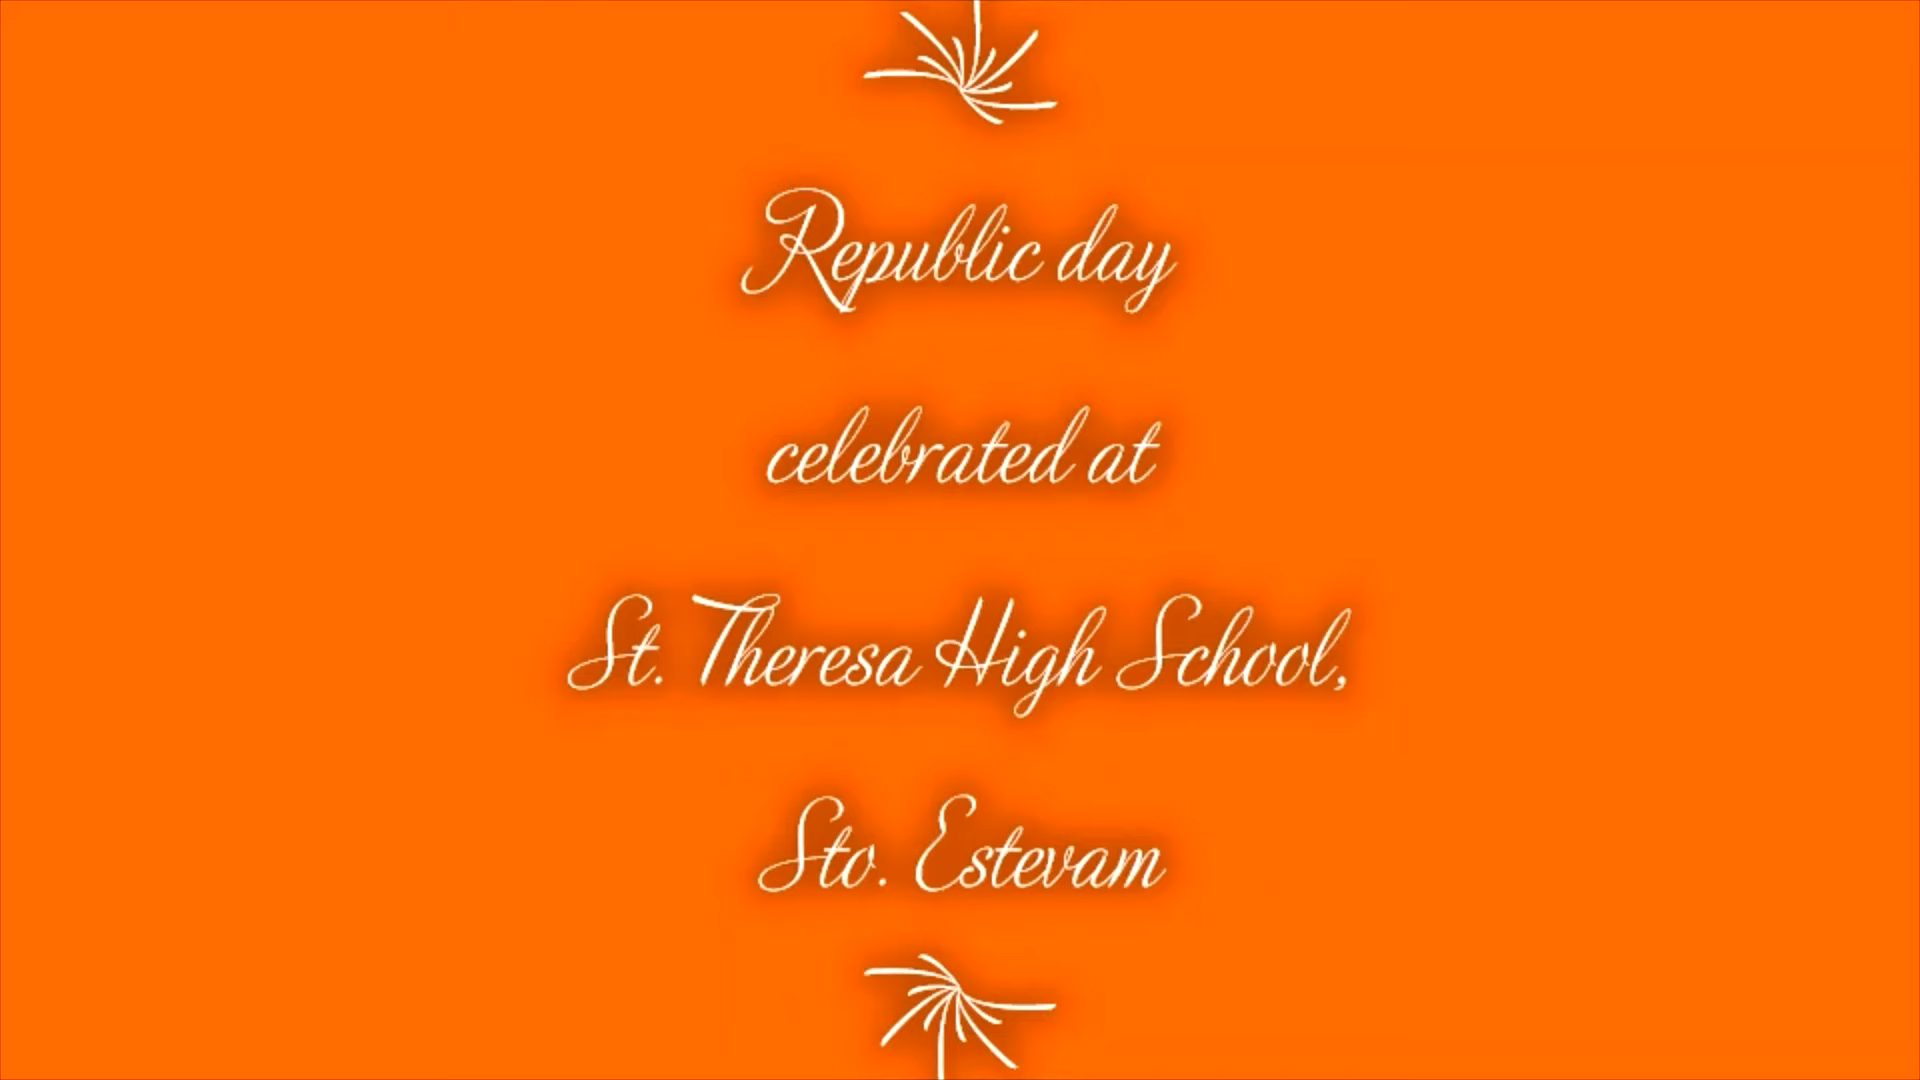 Republic day
celebrated at
St. Theresa High School,
Sto. Estevam